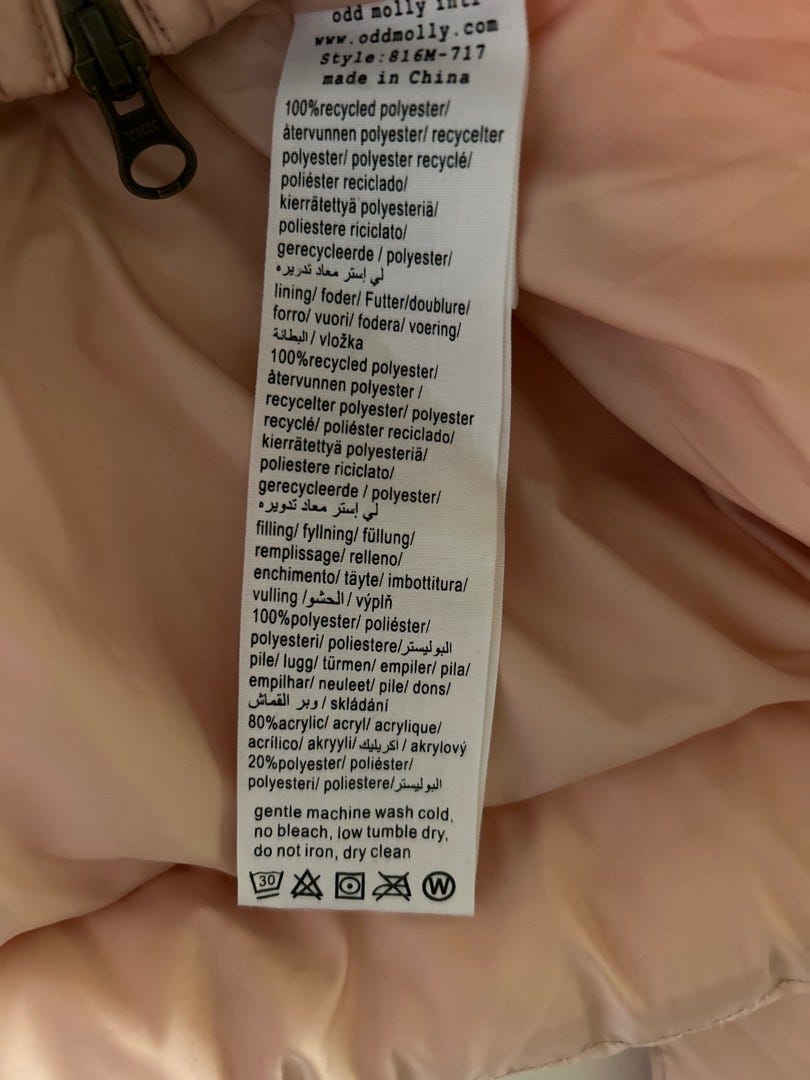 odd molly intl
www.oddmolly.com
Style:816M-717
made in China
100%recycled polyester/
återvunnen polyester/ recycelter
polyester/ polyester recyclé/
poliéster reciclado/
kierrätettyä polyesteriä/
poliestere riciclato/
gerecycleerde / polyester/
لي إستر معاد تدريره
lining/ foder/ Futter/doublure/
forro/ vuori/ fodera/ voering/
البطانة / vložka
100%recycled polyester/
återvunnen polyester /
recycelter polyester/ polyester
recyclé/ poliéster reciclado/
kierrätettyä polyesteriä/
poliestere riciclato/
gerecycleerde / polyester/
لي إستر معاد تدويره
filling/ fyllning/ füllung/
remplissage/ relleno/
enchimento/ täyte/ imbottitura/
vulling /الحشو / výplň
100%polyester/ poliéster/
polyesteri/ poliestere/البوليستر
pile/ lugg/ türmen/ empiler/ pila/
empilhar/ neuleet/ pile/ dons/
وبر القماش / skládání
80%acrylic/ acryl/ acrylique/
acrílico/ akryyli/أكريليك / akrylový
20%polyester/ poliéster/
polyesteri/ poliestere/البوليستر
gentle machine wash cold,
no bleach, low tumble dry,
do not iron, dry clean
30 W
YKK